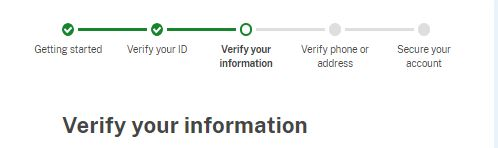 Getting started Verify your ID Verify your Verify phone or Secure your
information address account
Verify your information